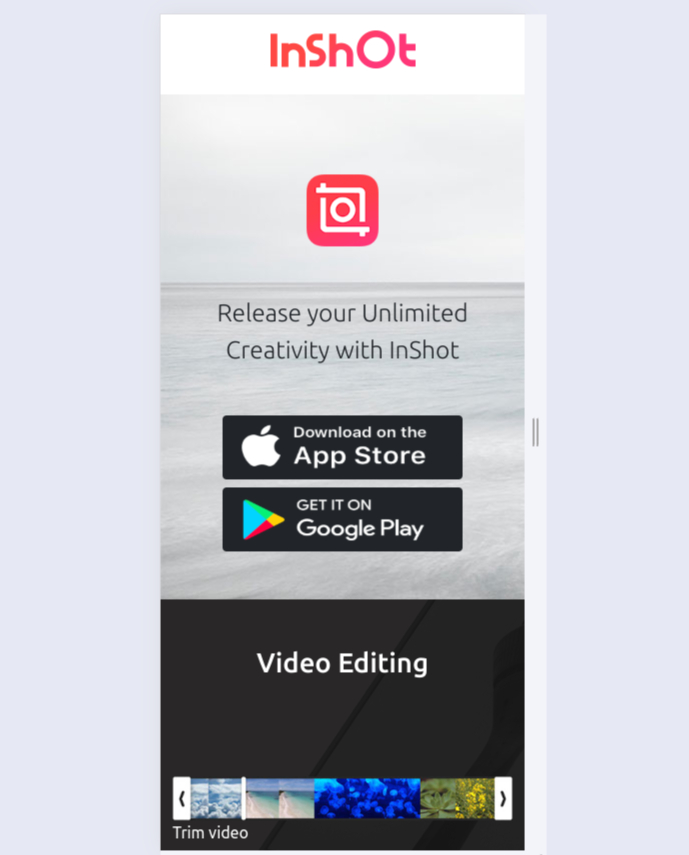 InShOt
Release your Unlimited
Creativity with InShot
Download on the
App Store
GET IT ON
Google Play
Video Editing
Trim video